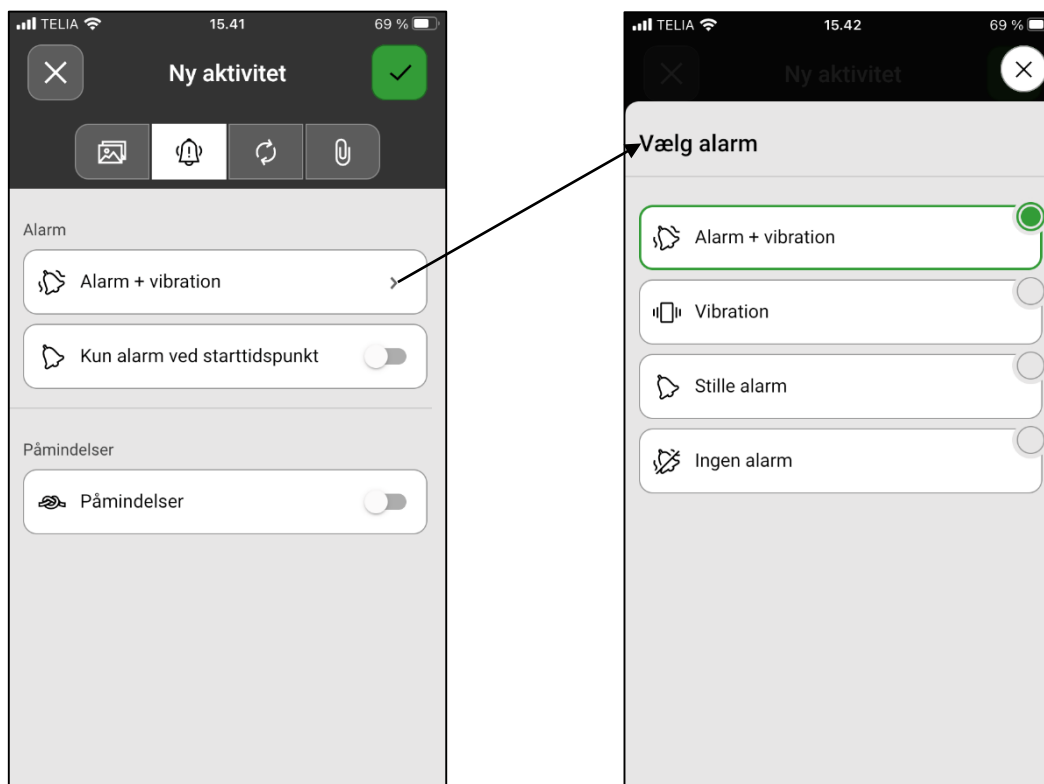 TELIA 15.41 69 %
Ny aktivitet
Alarm
Alarm + vibration
Kun alarm ved starttidspunkt
Påmindelser
Påmindelser
TELIA 15.42 69 %
Ny aktivitet
Vælg alarm
Alarm + vibration
Vibration
Stille alarm
Ingen alarm